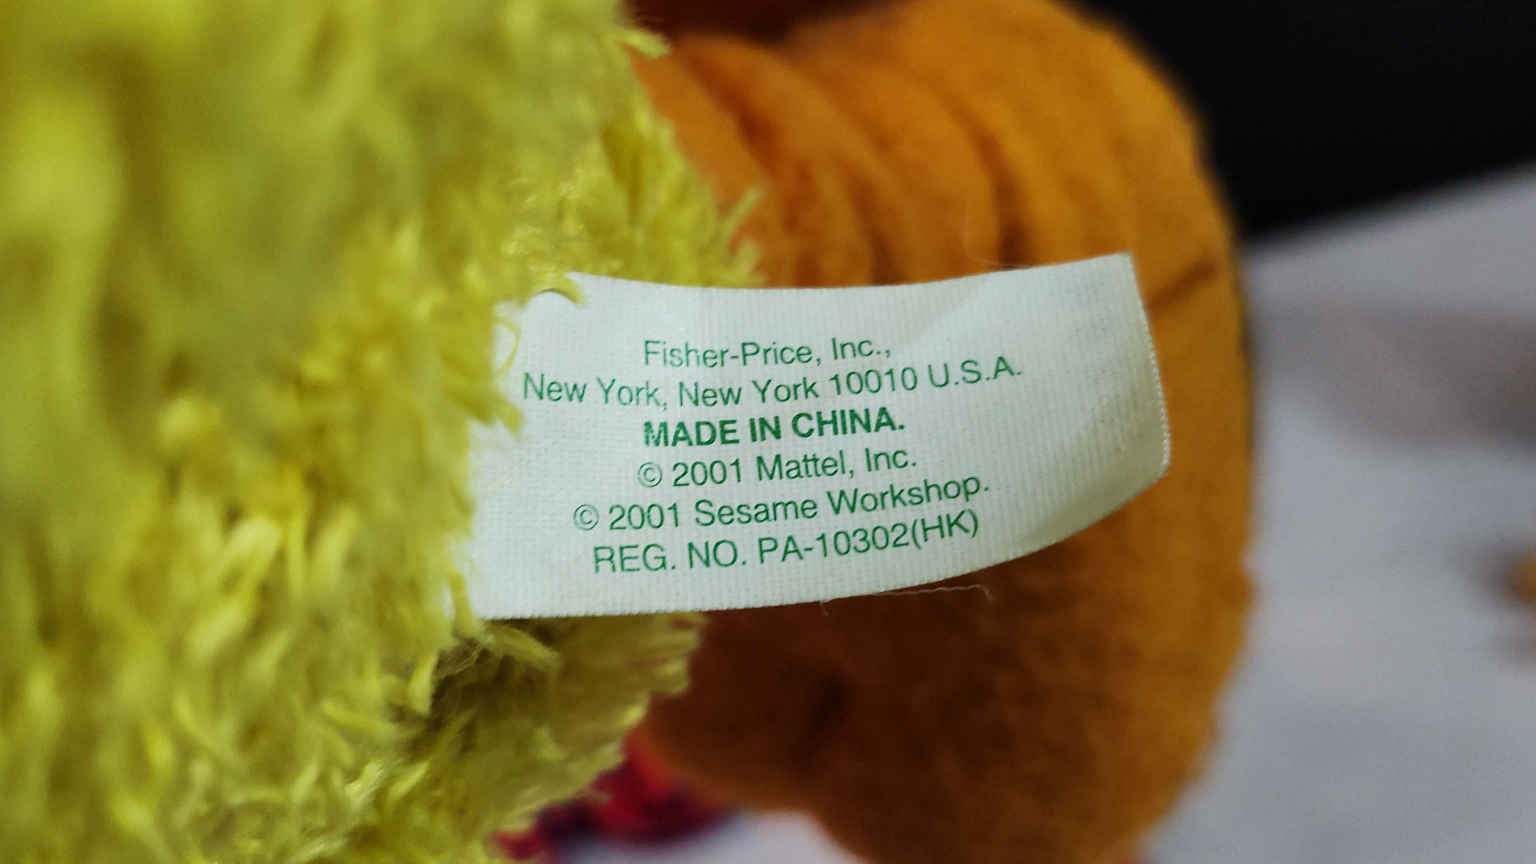 Fisher-Price, Inc.,
New York, New York 10010 U.S.A.
MADE IN CHINA.
© 2001 Mattel, Inc.
© 2001 Sesame Workshop.
REG. NO. PA-10302(HK)